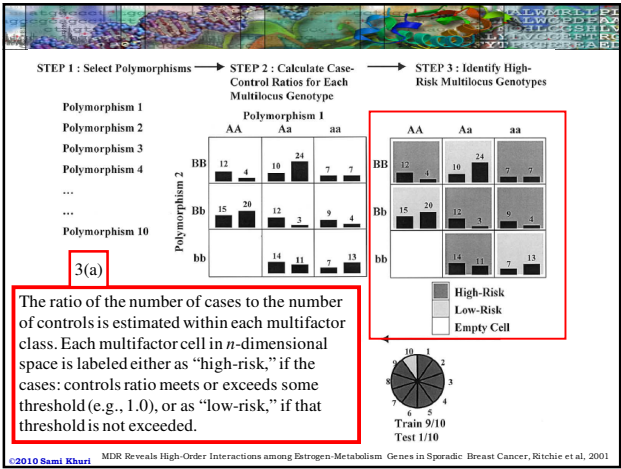 ALWMRLLPL
LWGPDPAA
YTPKTRREAED
STEP 1 : Select Polymorphisms
STEP 2 : Calculate Case-
Control Ratios for Each
Multilocus Genotype
STEP 3 : Identify High-
Risk Multilocus Genotypes
Polymorphism 1
Polymorphism 2
Polymorphism 3
Polymorphism 4
...
...
Polymorphism 10
Polymorphism 1
AA Aa aa
Polymorphism 2
BB 12 4 10 24 7 7
Bb 15 20 12 3 9 4
bb 14 11 7 13
AA Aa aa
BB 12 4 10 24 7 7
Bb 15 20 12 3 9 4
bb 14 11 7 13
High-Risk
Low-Risk
Empty Cell
3(a)
The ratio of the number of cases to the number
of controls is estimated within each multifactor
class. Each multifactor cell in n-dimensional
space is labeled either as “high-risk,” if the
cases: controls ratio meets or exceeds some
threshold (e.g., 1.0), or as “low-risk,” if that
threshold is not exceeded.
10 1 2 3 4 5 6 7 8 9
Train 9/10
Test 1/10
©2010 Sami Khuri
MDR Reveals High-Order Interactions among Estrogen-Metabolism Genes in Sporadic Breast Cancer, Ritchie et al, 2001